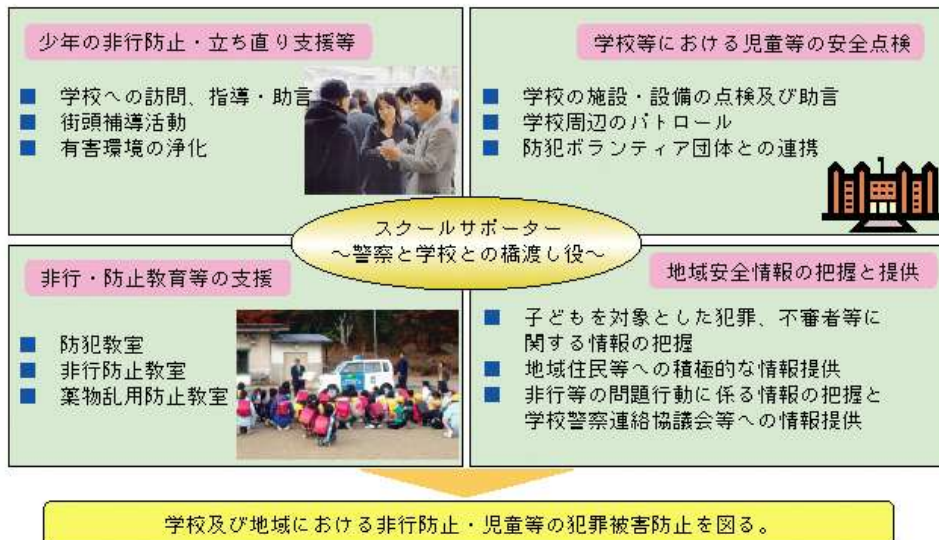 少年の非行防止・立ち直り支援等
学校への訪問、指導・助言
街頭補導活動
有害環境の浄化
学校等における児童等の安全点検
学校の施設・設備の点検及び助言
学校周辺のパトロール
防犯ボランティア団体との連携
スクールサポーター
～警察と学校との橋渡し役～
非行・防止教育等の支援
防犯教室
非行防止教室
薬物乱用防止教室
地域安全情報の把握と提供
子どもを対象とした犯罪、不審者等に
関する情報の把握
地域住民等への積極的な情報提供
非行等の問題行動に係る情報の把握と
学校警察連絡協議会等への情報提供
学校及び地域における非行防止・児童等の犯罪被害防止を図る。